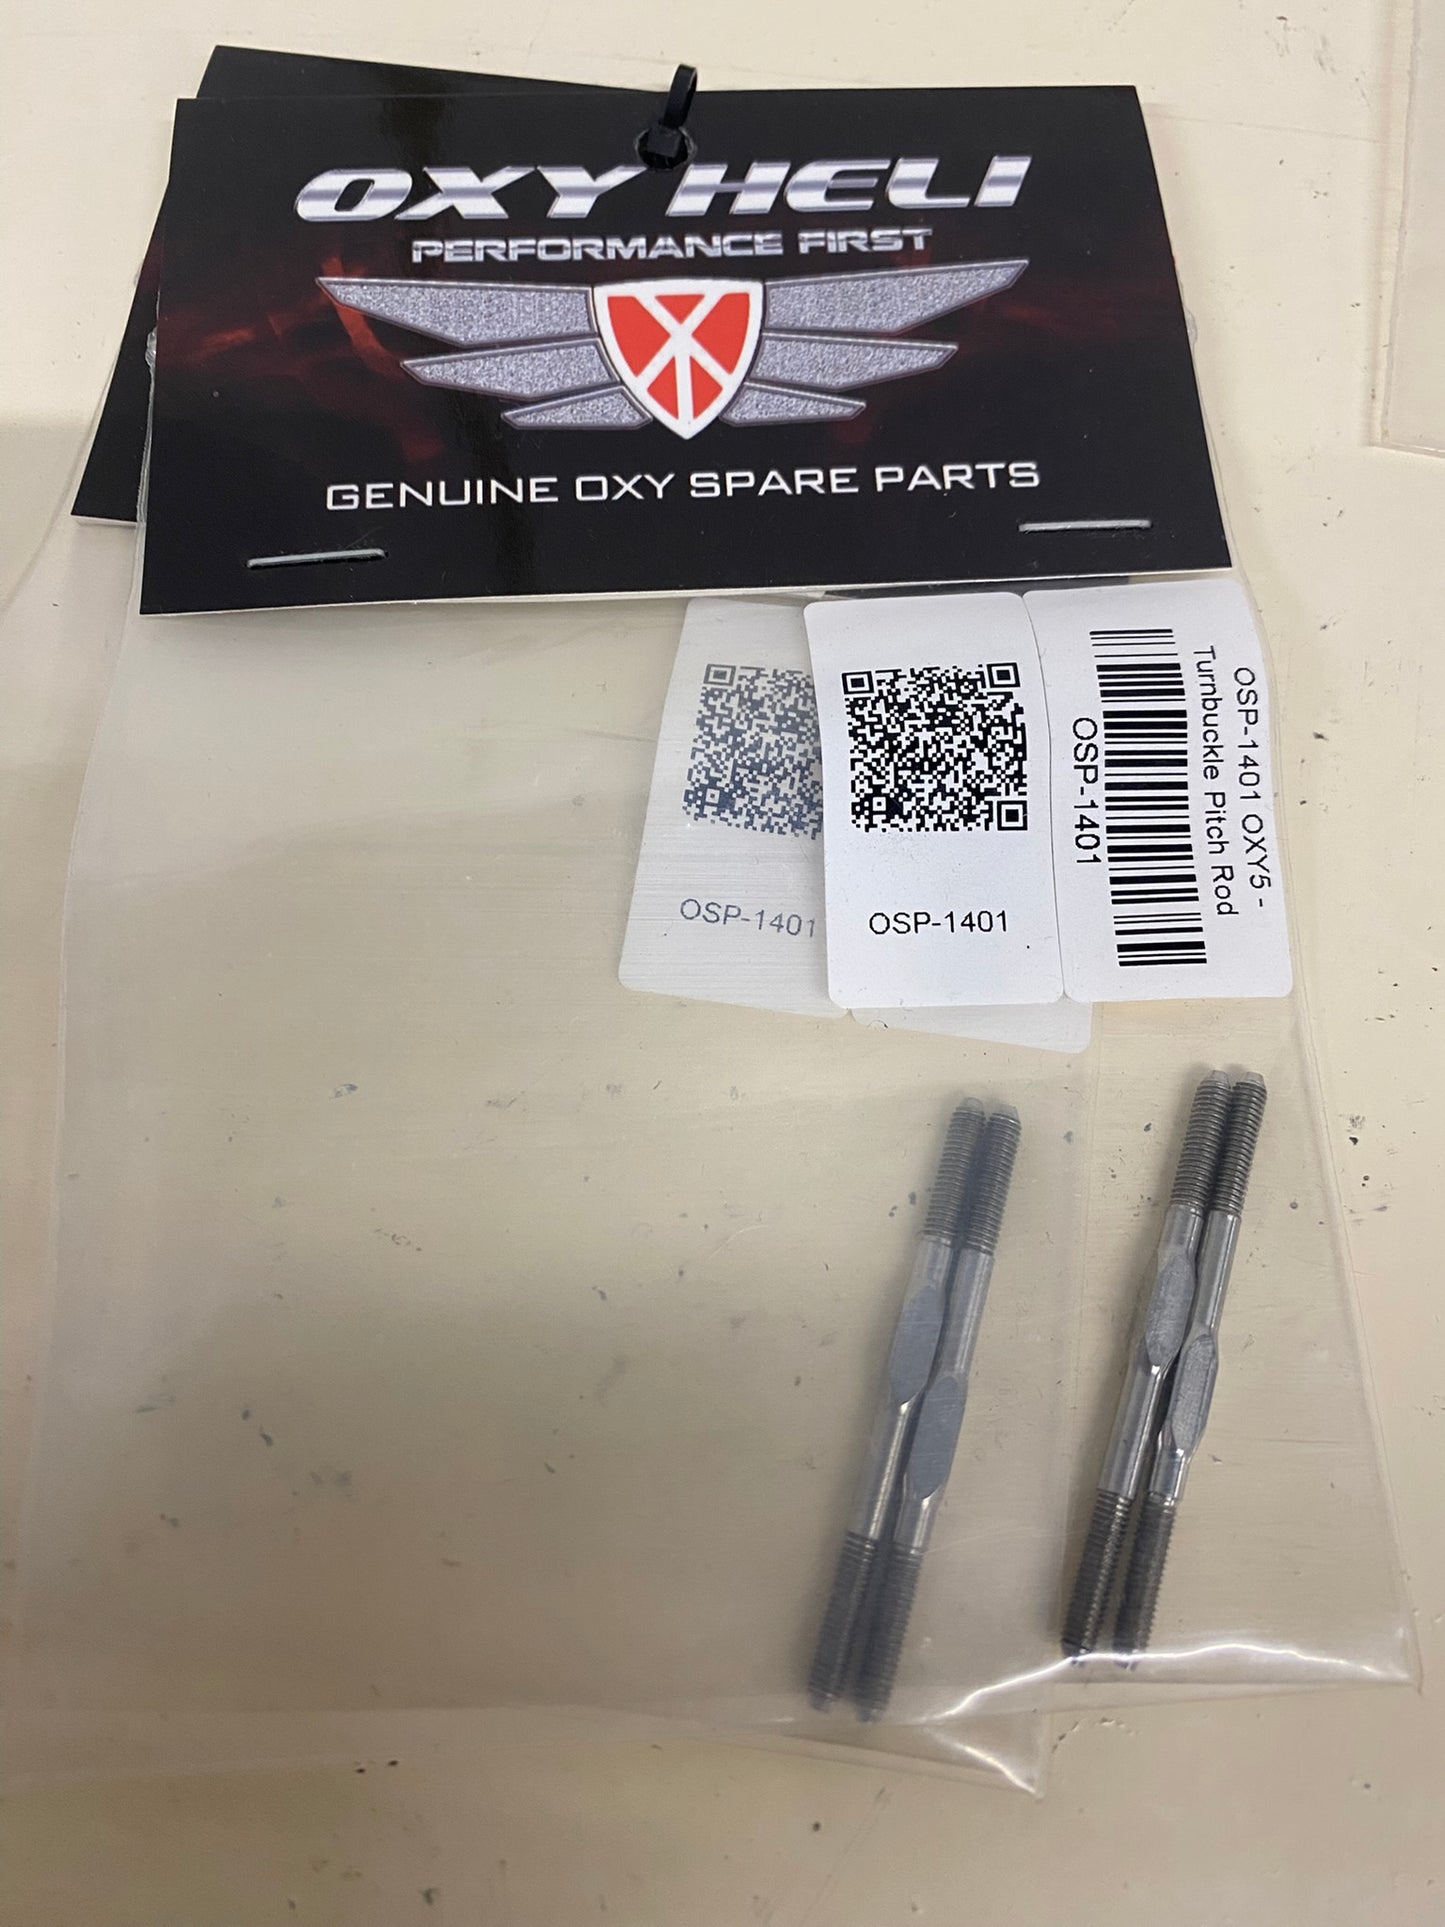 OXY HELI
PERFORMANCE FIRST
GENUINE OXY SPARE PARTS
OSP-1401
OSP-1401
OSP-1401 OXY5 -
Turnbuckle Pitch Rod
OSP-1401